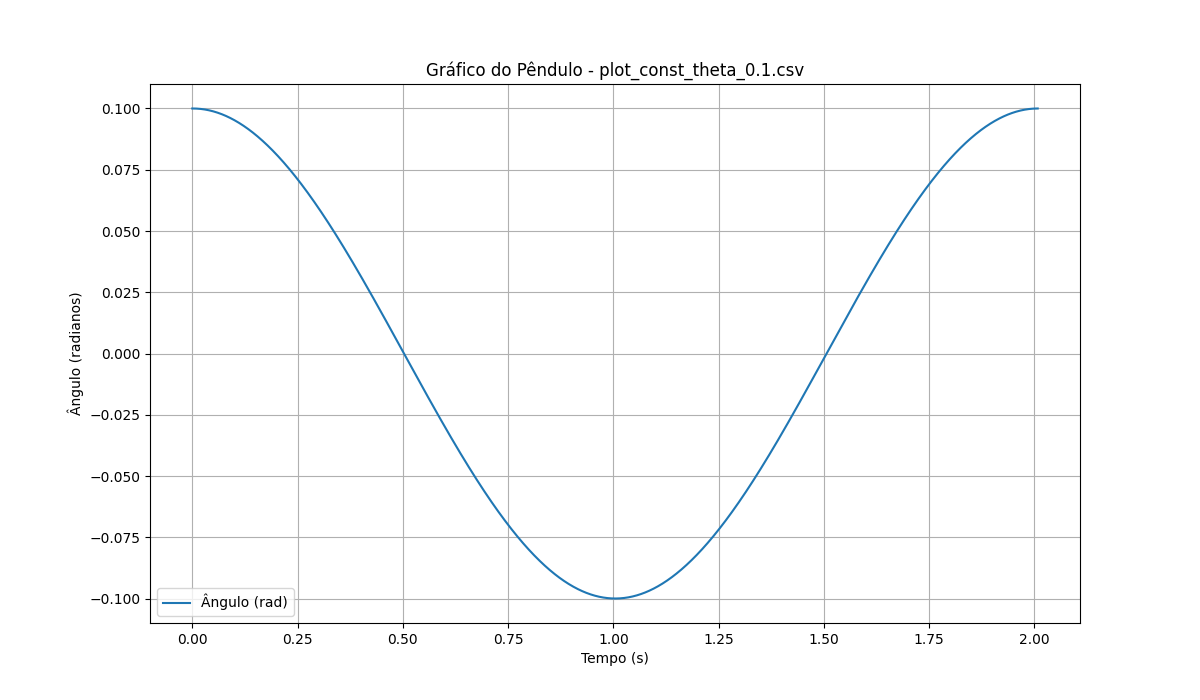 Gráfico do Pêndulo - plot_const_theta_0.1.csv
0.100
0.075
0.050
0.025
0.000
−0.025
−0.050
−0.075
−0.100
Ângulo (radianos)
Ângulo (rad)
0.00 0.25 0.50 0.75 1.00 1.25 1.50 1.75 2.00
Tempo (s)